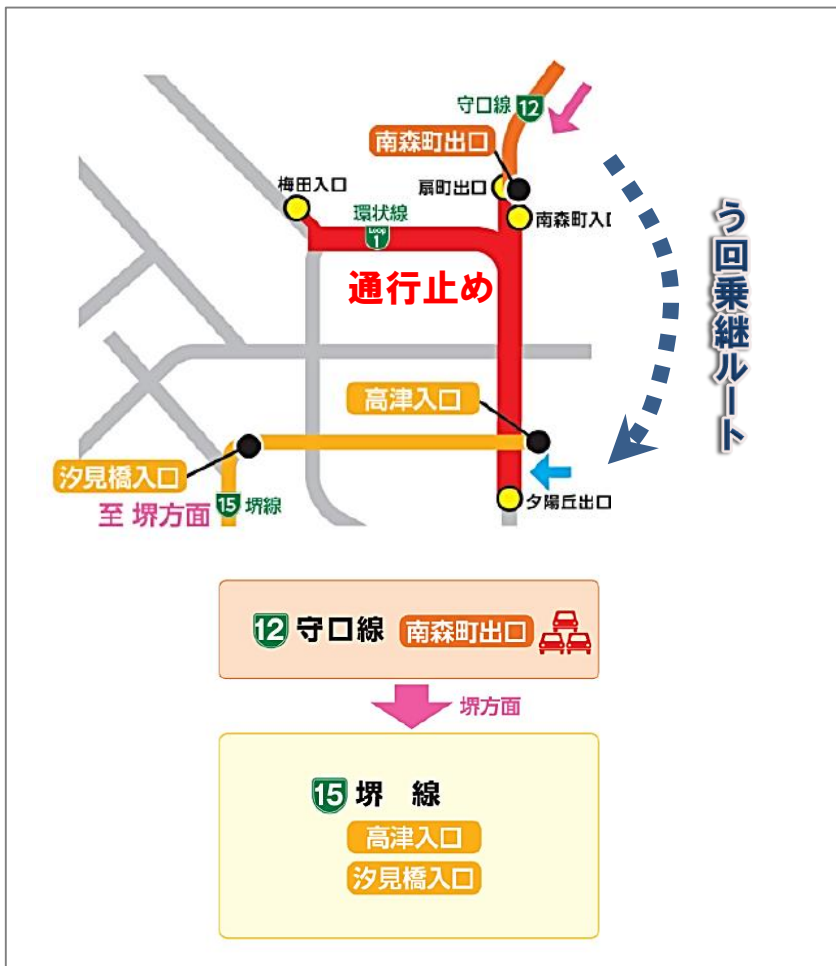 守口線 12
南森町出口
梅田入口
扇町出口
環状線
Loop
1
南森町入口
通行止め
う回乗継ルート
高津入口
汐見橋入口
至 堺方面
15 堺線
夕陽丘出口
12 守口線 南森町出口
堺方面
15 堺 線
高津入口
汐見橋入口